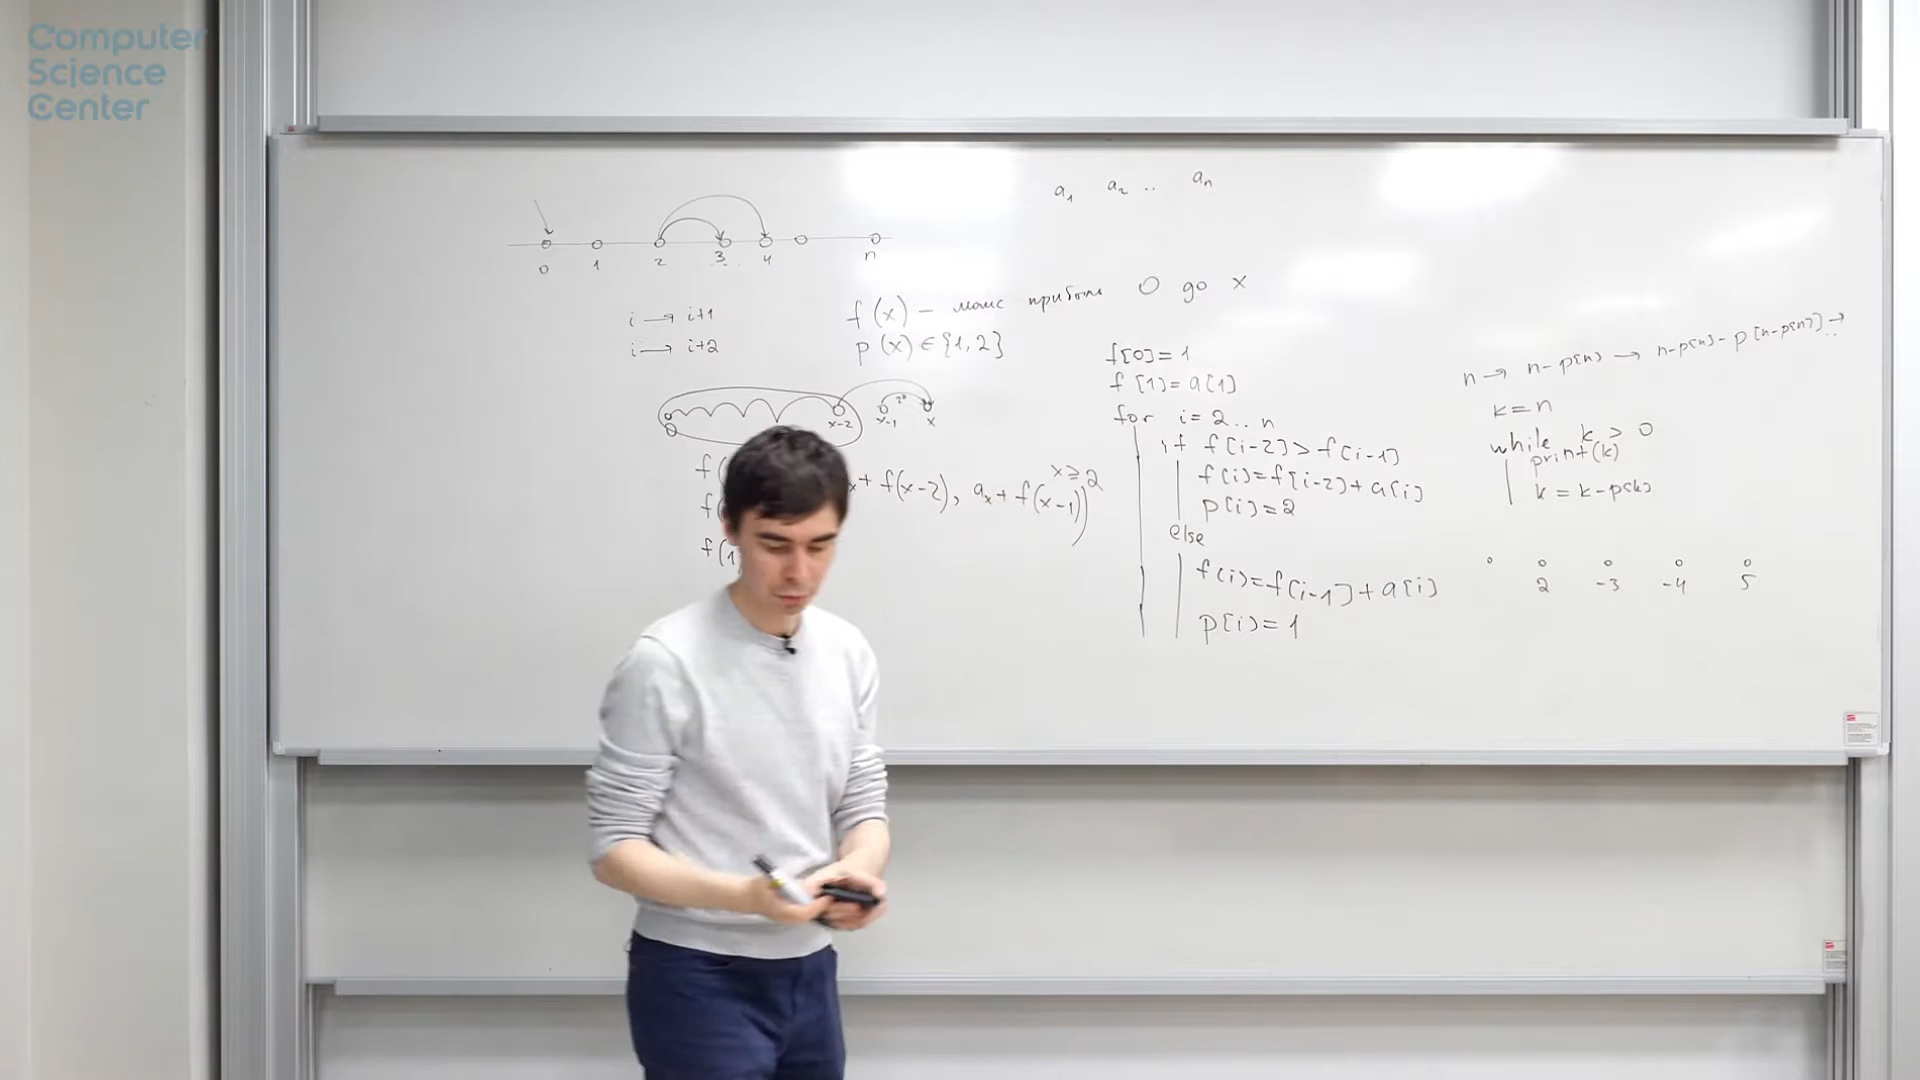 Computer
Science
Center
a₁ a₂ .. aₙ
0 1 2 3 .. 4 n
i → i+1
i → i+2
f(x) – макс прибыль 0 до x
p(x) ∈ {1, 2}
0 x-2 x-1 x
f(
x + f(x-2), aₓ + f(x-1)) x ≥ 2
f(
f(1
f[0] = 1
f[1] = a[1]
for i = 2 .. n
if f[i-2] > f[i-1]
f[i] = f[i-2] + a[i]
p[i] = 2
else
f[i] = f[i-1] + a[i]
p[i] = 1
n → n-p[n] → n-p[n] - p[n-p[n]] → ..
k = n
while k > 0
print(k)
k = k - p[k]
2 -3 -4 5